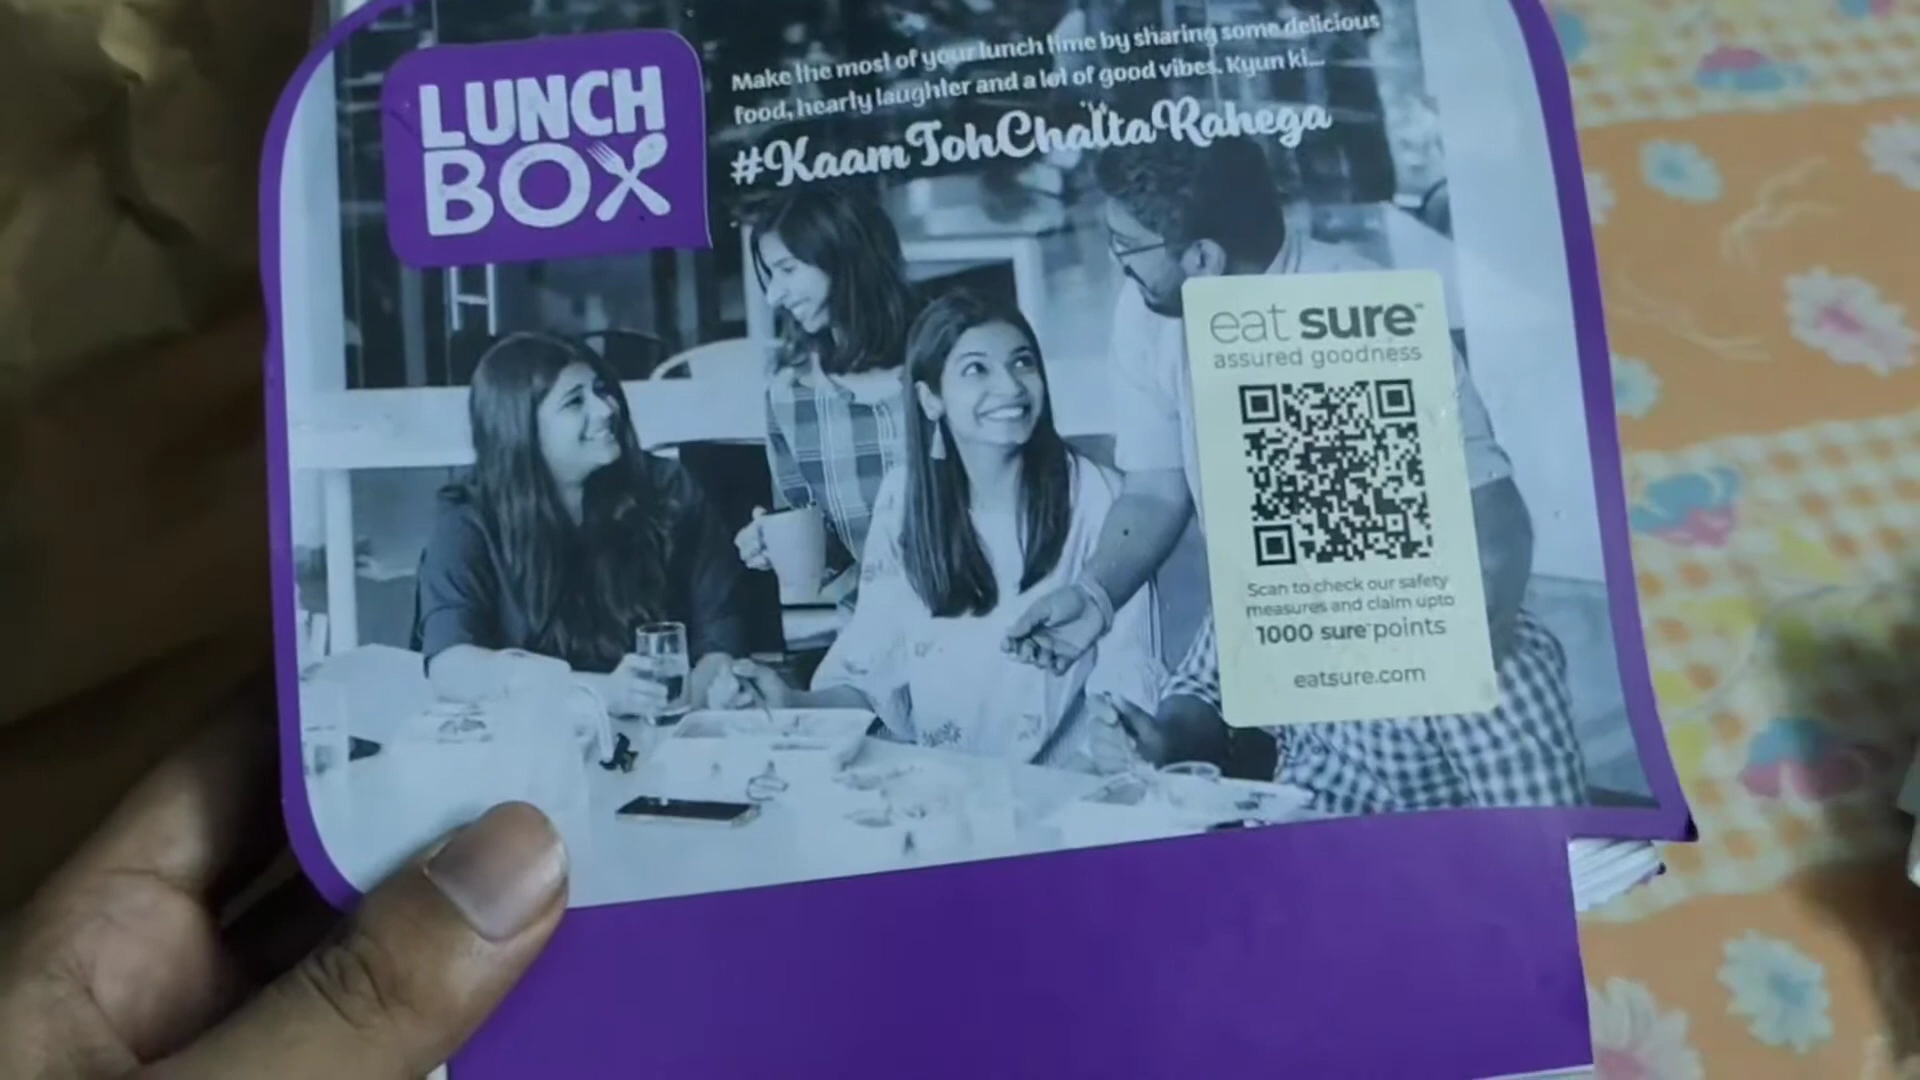 LUNCH
BOX
Make the most of your lunch time by sharing some delicious
food, hearty laughter and a lot of good vibes. Kyun ki...
#KaamTohChaltaRahega
eat sure™
assured goodness
Scan to check our safety
measures and claim upto
1000 sure™ points
eatsure.com